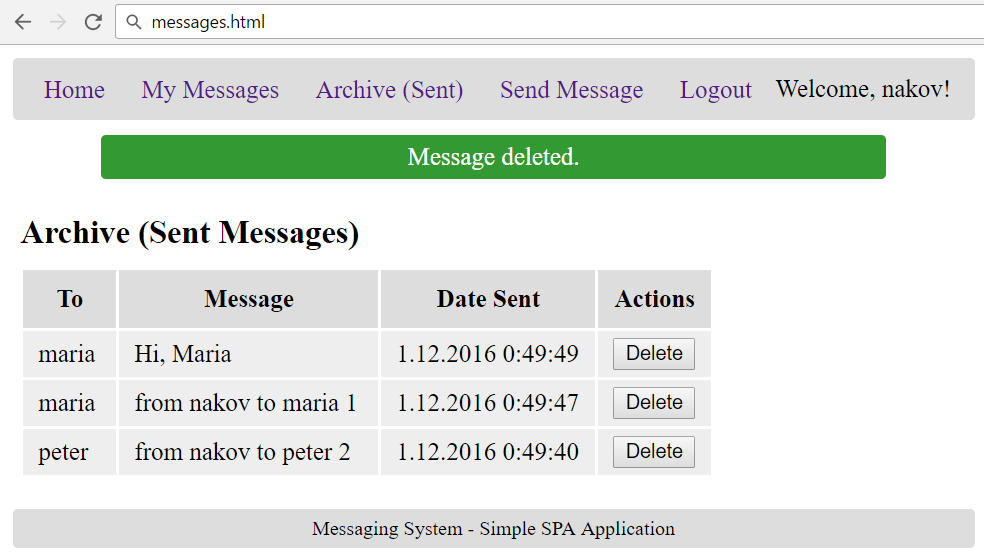 messages.html
Home My Messages Archive (Sent) Send Message Logout Welcome, nakov!
Message deleted.
Archive (Sent Messages)
To Message Date Sent Actions
maria Hi, Maria 1.12.2016 0:49:49 Delete
maria from nakov to maria 1 1.12.2016 0:49:47 Delete
peter from nakov to peter 2 1.12.2016 0:49:40 Delete
Messaging System - Simple SPA Application